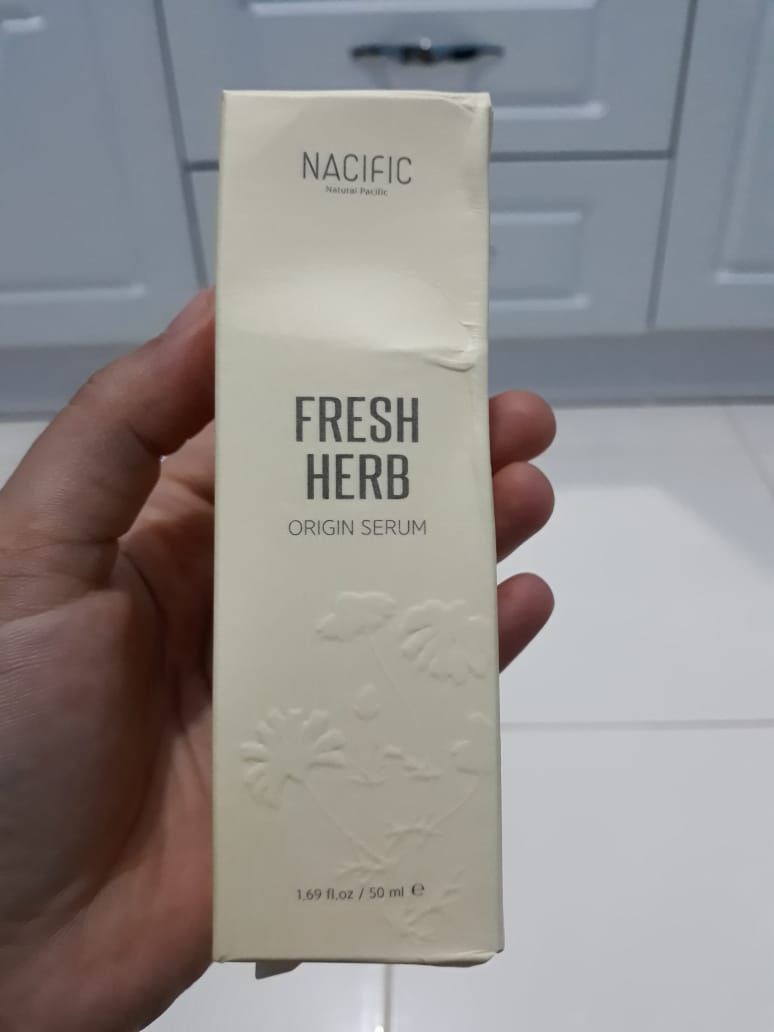 NACIFIC
Natural Pacific
FRESH
HERB
ORIGIN SERUM
1.69 fl.oz / 50 ml ℮